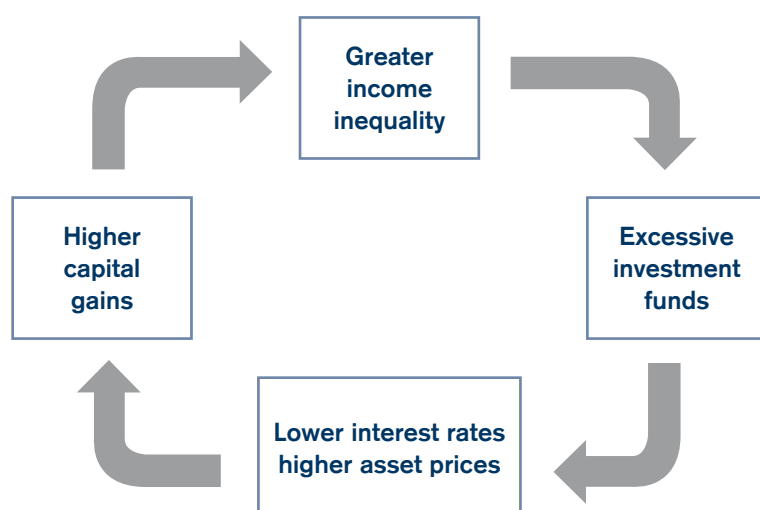 Greater
income
inequality
Higher
capital
gains
Excessive
investment
funds
Lower interest rates
higher asset prices